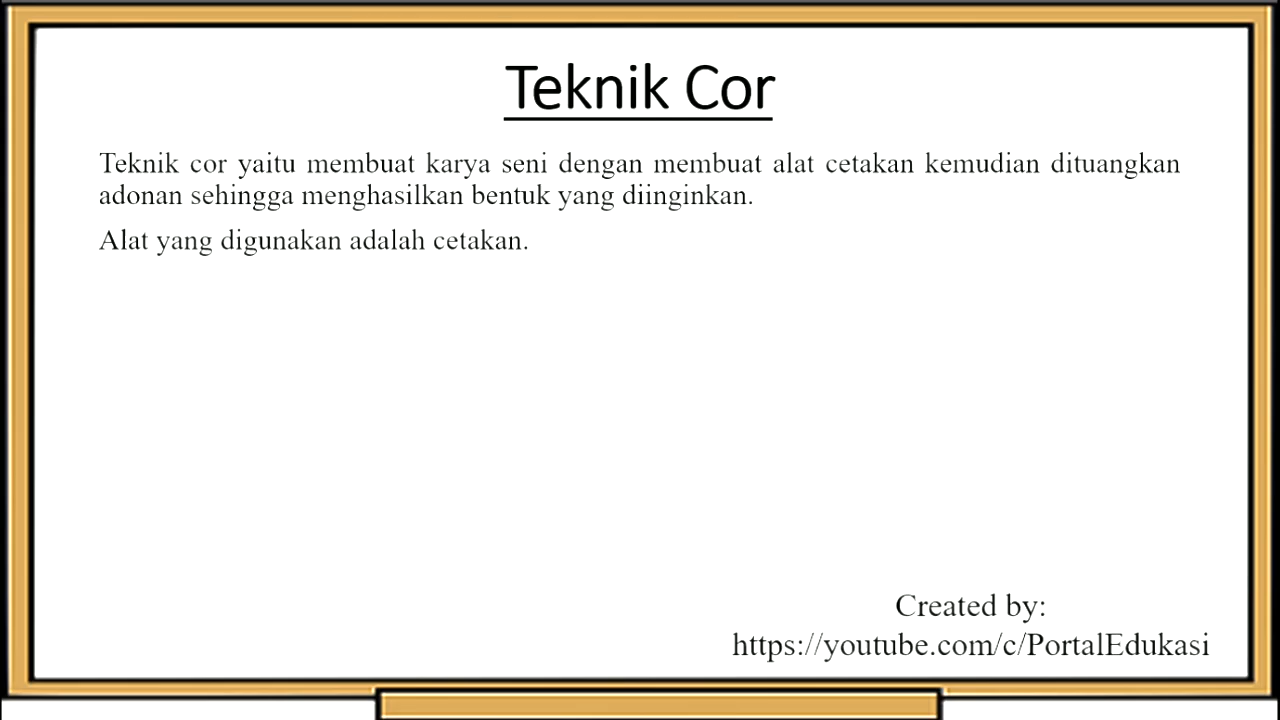 Teknik Cor
Teknik cor yaitu membuat karya seni dengan membuat alat cetakan kemudian dituangkan
adonan sehingga menghasilkan bentuk yang diinginkan.
Alat yang digunakan adalah cetakan.
Created by:
https://youtube.com/c/PortalEdukasi